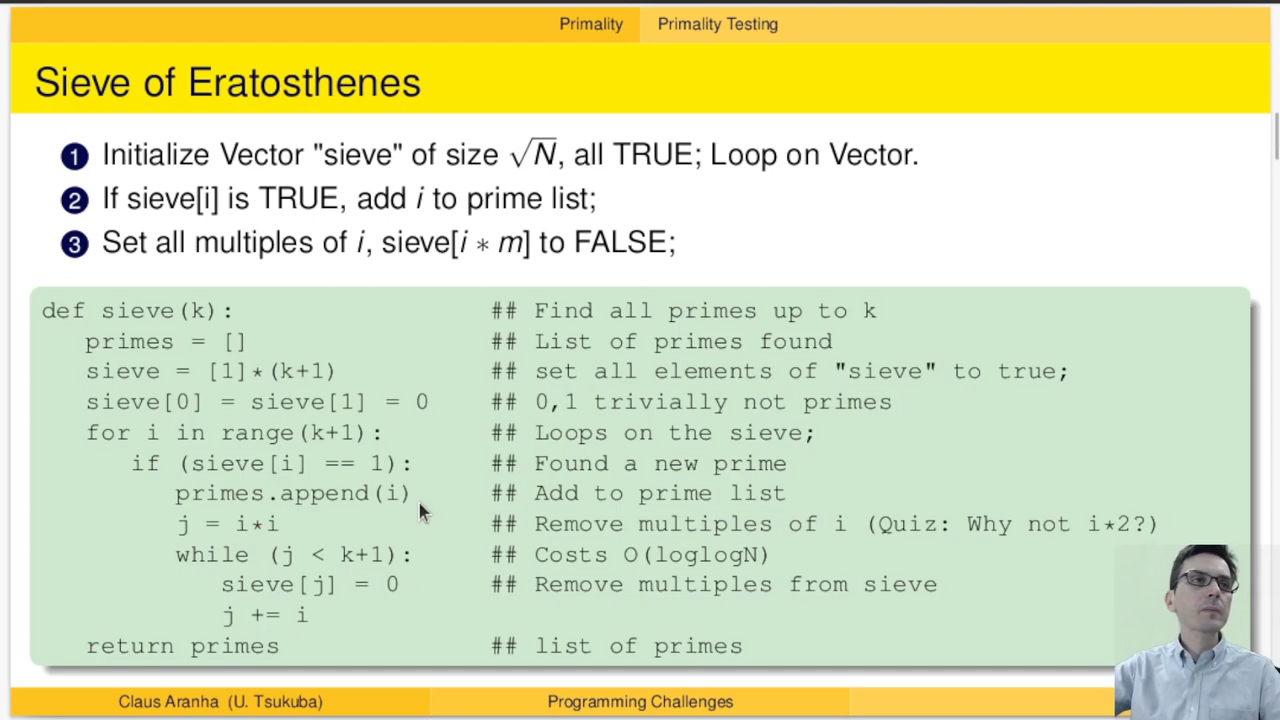 Primality Primality Testing
Sieve of Eratosthenes
1 Initialize Vector "sieve" of size √N, all TRUE; Loop on Vector.
2 If sieve[i] is TRUE, add i to prime list;
3 Set all multiples of i, sieve[i ∗ m] to FALSE;
def sieve(k): ## Find all primes up to k
primes = [] ## List of primes found
sieve = [1]*(k+1) ## set all elements of "sieve" to true;
sieve[0] = sieve[1] = 0 ## 0,1 trivially not primes
for i in range(k+1): ## Loops on the sieve;
if (sieve[i] == 1): ## Found a new prime
primes.append(i) ## Add to prime list
j = i*i ## Remove multiples of i (Quiz: Why not i*2?)
while (j < k+1): ## Costs O(loglogN)
sieve[j] = 0 ## Remove multiples from sieve
j += i
return primes ## list of primes
Claus Aranha (U. Tsukuba) Programming Challenges